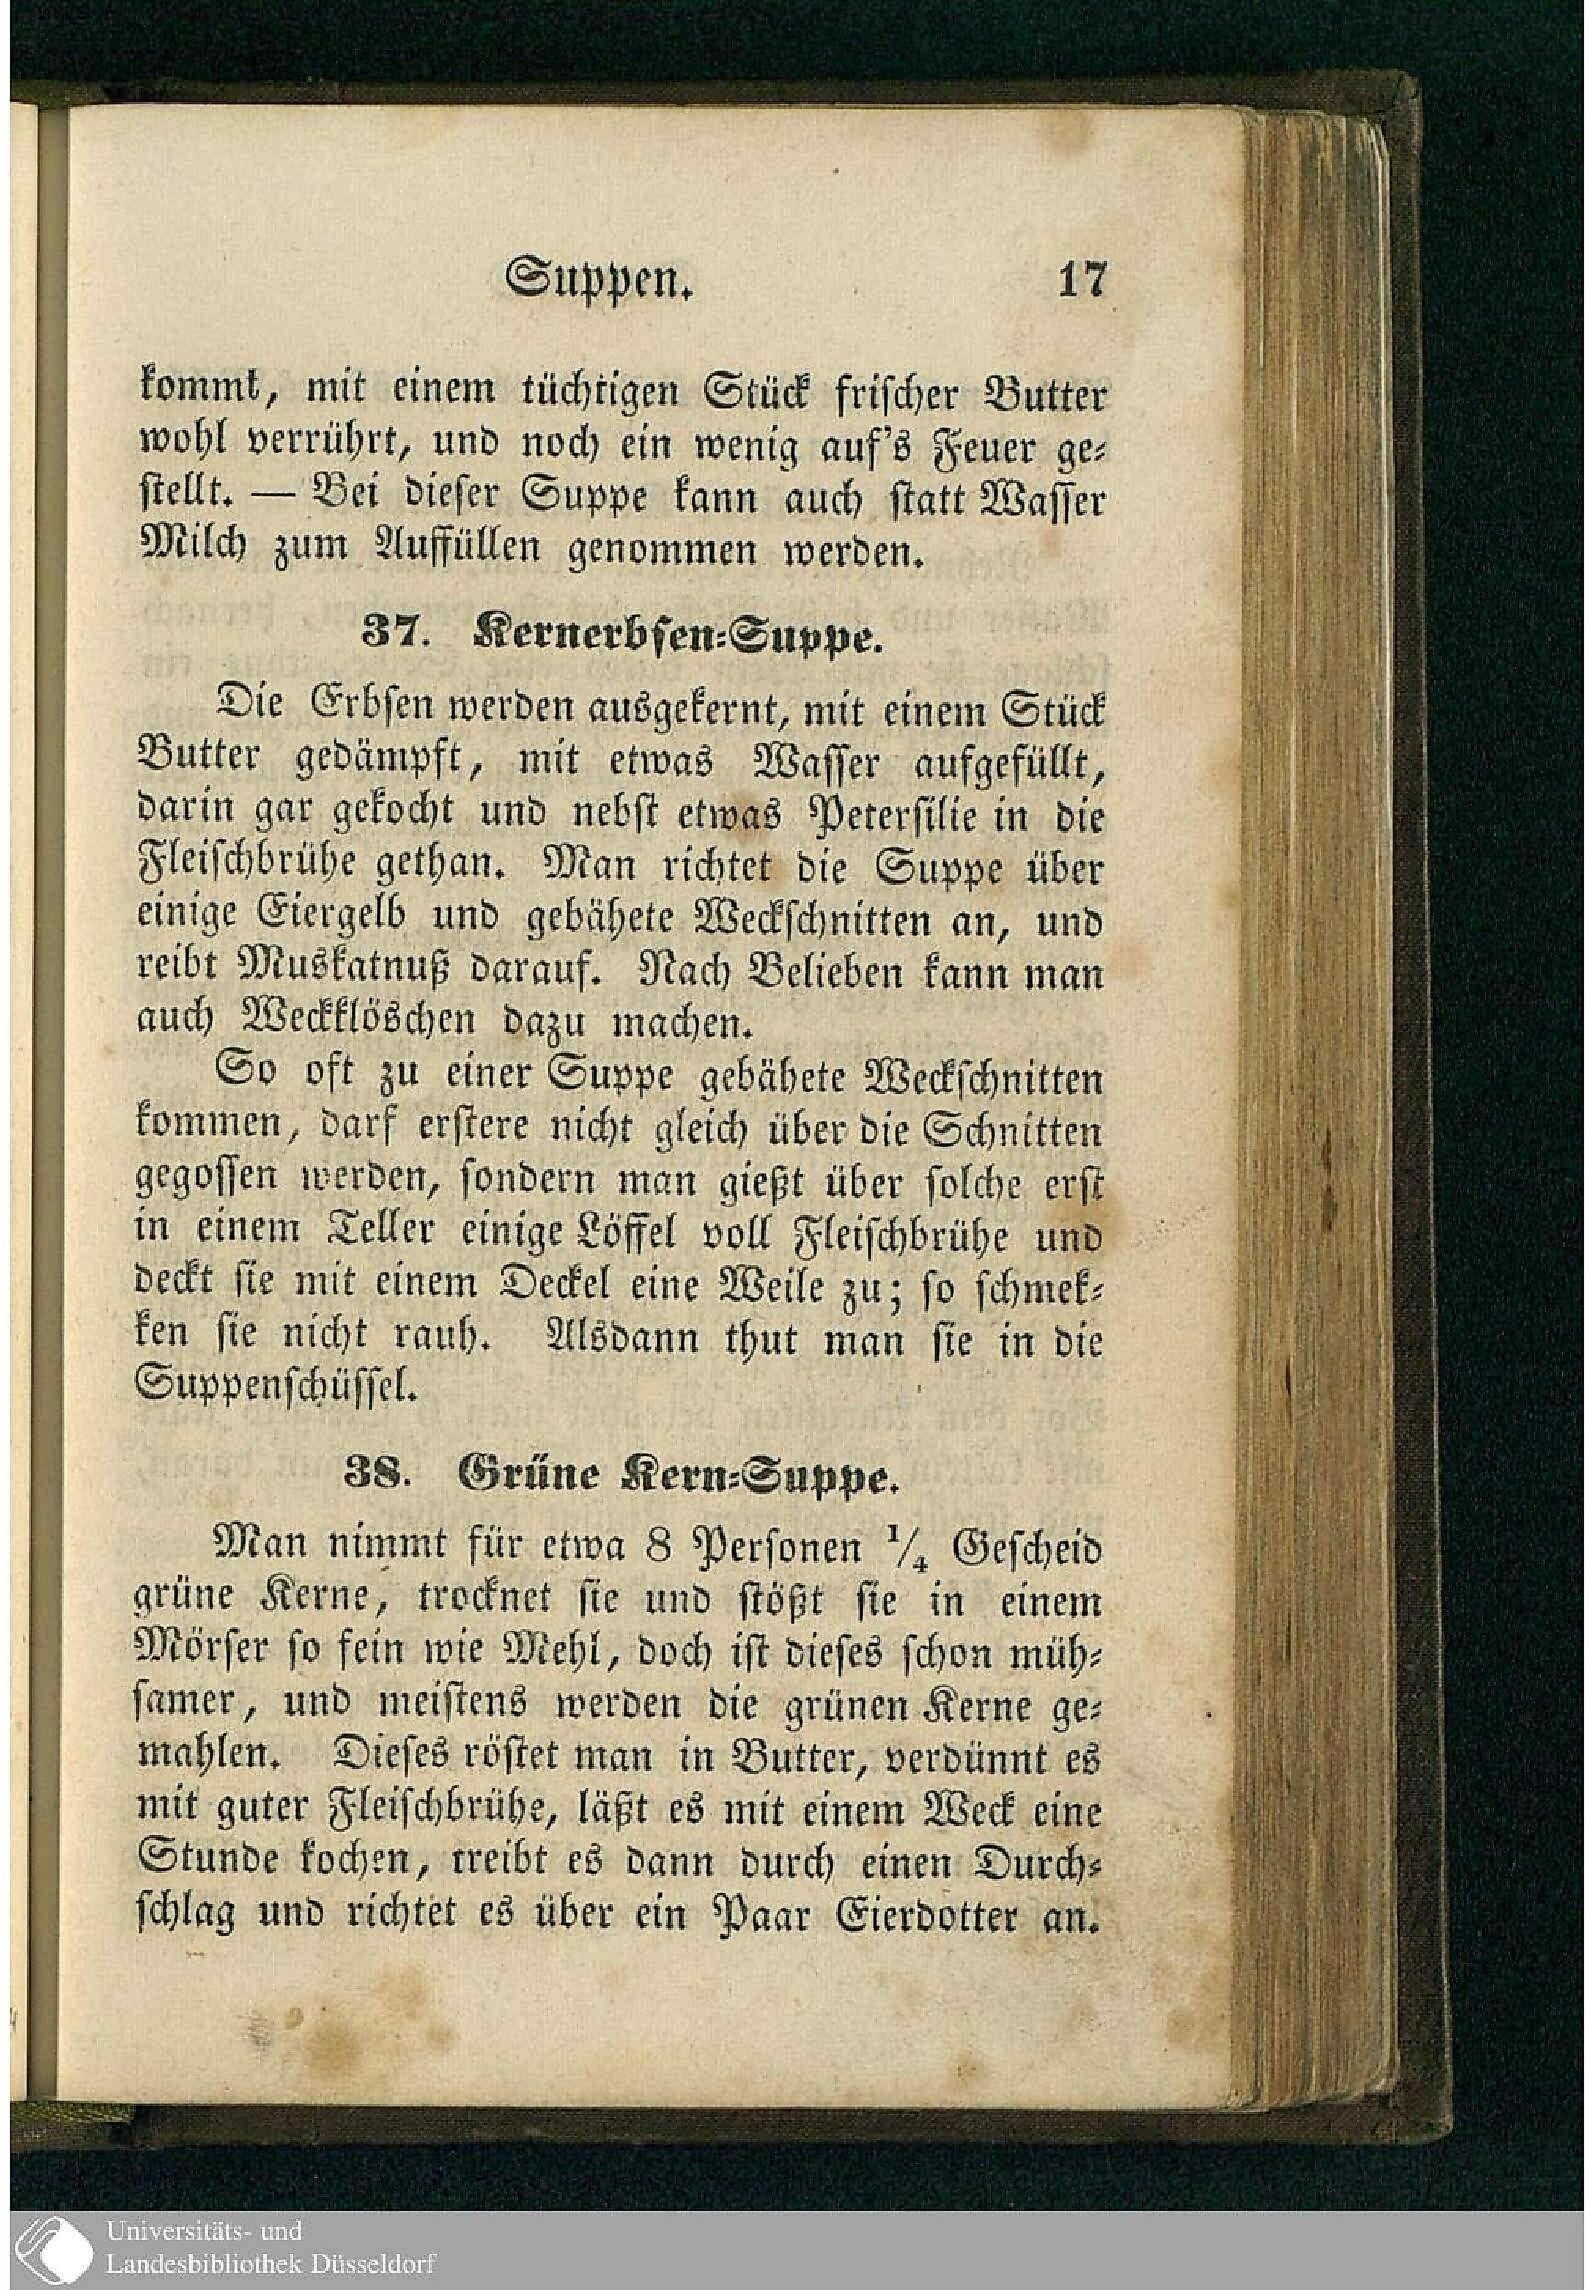 Suppen. 17
kommt, mit einem tüchtigen Stück frischer Butter
wohl verrührt, und noch ein wenig auf's Feuer ge-
stellt. — Bei dieser Suppe kann auch statt Wasser
Milch zum Auffüllen genommen werden.
37. Kernerbsen-Suppe.
Die Erbsen werden ausgekernt, mit einem Stück
Butter gedämpft, mit etwas Wasser aufgefüllt,
darin gar gekocht und nebst etwas Petersilie in die
Fleischbrühe gethan. Man richtet die Suppe über
einige Eiergelb und gebähete Weckschnitten an, und
reibt Muskatnuß darauf. Nach Belieben kann man
auch Weckklöschen dazu machen.
So oft zu einer Suppe gebähete Weckschnitten
kommen, darf erstere nicht gleich über die Schnitten
gegossen werden, sondern man gießt über solche erst
in einem Teller einige Löffel voll Fleischbrühe und
deckt sie mit einem Deckel eine Weile zu; so schmek-
ken sie nicht rauh. Alsdann thut man sie in die
Suppenschüssel.
38. Grüne Kern-Suppe.
Man nimmt für etwa 8 Personen 1/4 Gescheid
grüne Kerne, trocknet sie und stößt sie in einem
Mörser so fein wie Mehl, doch ist dieses schon müh-
samer, und meistens werden die grünen Kerne ge-
mahlen. Dieses röstet man in Butter, verdünnt es
mit guter Fleischbrühe, läßt es mit einem Weck eine
Stunde kochen, treibt es dann durch einen Durch-
schlag und richtet es über ein Paar Eierdotter an.
Universitäts- und
Landesbibliothek Düsseldorf